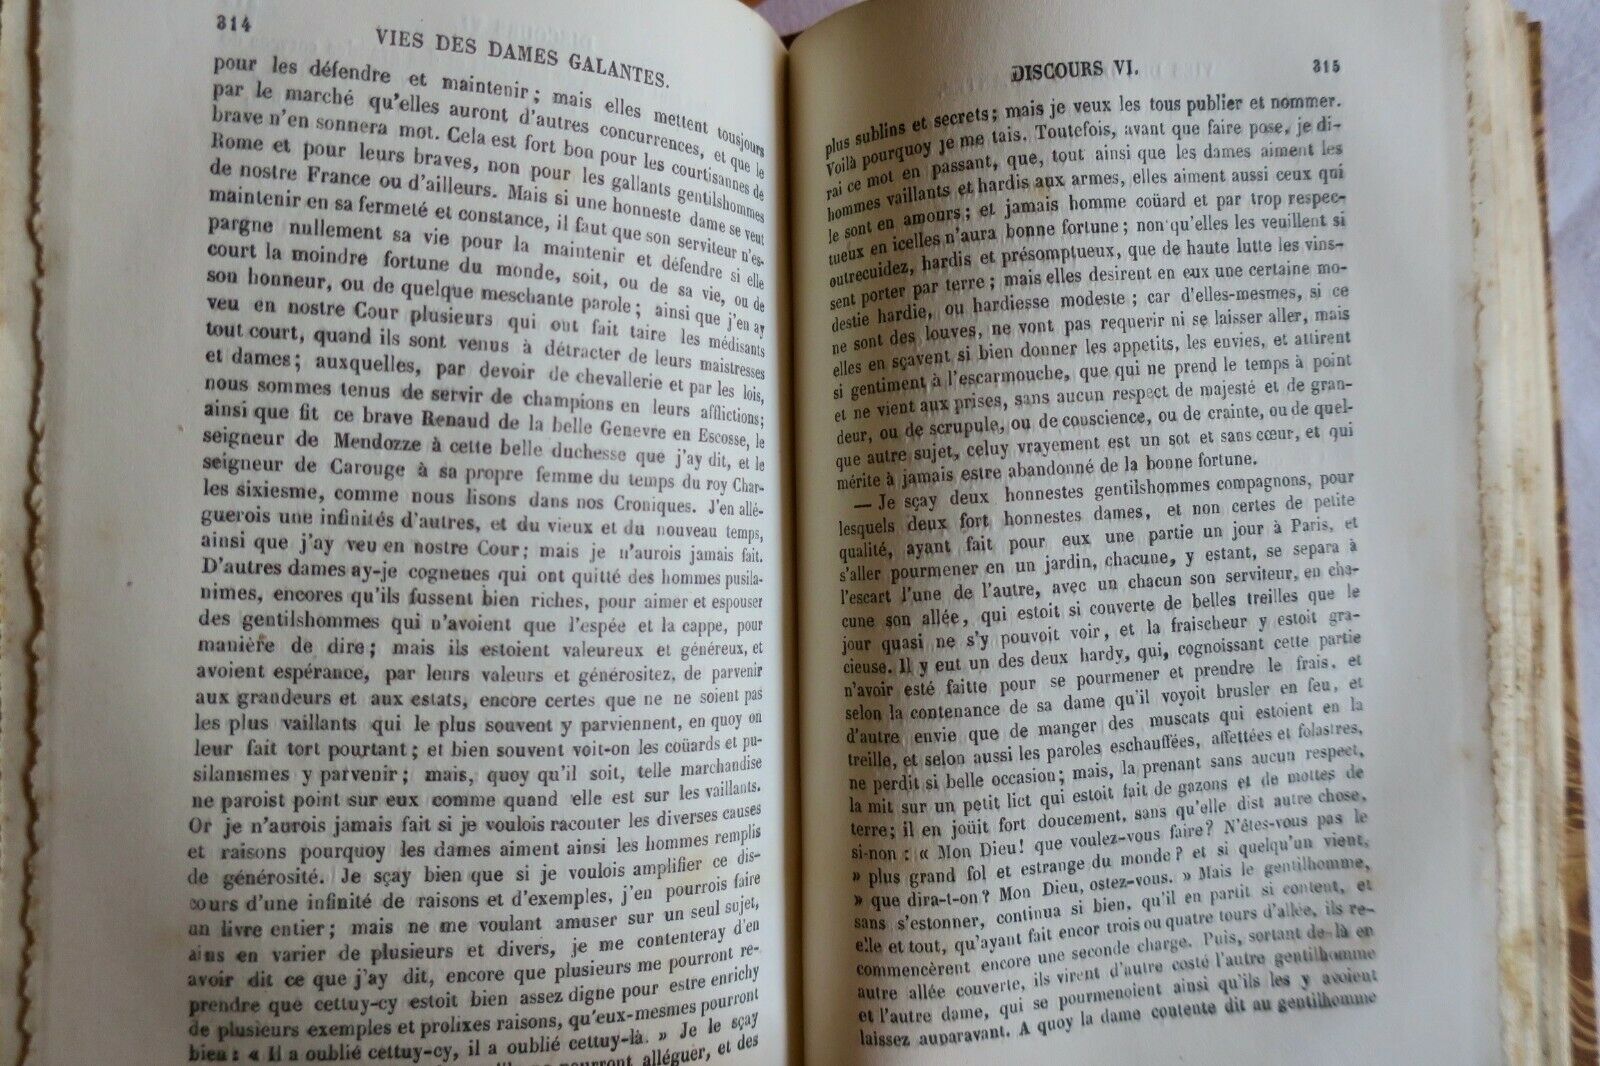 314
VIES DES DAMES GALANTES.
pour les défendre et maintenir; mais elles mettent tousjours
par le marché qu'elles auront d'autres concurrences, et que le
brave n'en sonnera mot. Cela est fort bon pour les courtisannes de
Rome et pour leurs braves, non pour les gallants gentilshommes
de nostre France ou d'ailleurs. Mais si une honneste dame se veut
maintenir en sa fermeté et constance, il faut que son serviteur n'es-
pargne nullement sa vie pour la maintenir et défendre si elle
court la moindre fortune du monde, soit, ou de sa vie, ou de
son honneur, ou de quelque meschante parole; ainsi que j'en ay
veu en nostre Cour plusieurs qui ont fait taire les médisants
tout court, quand ils sont venus à détracter de leurs maistresses
et dames; auxquelles, par devoir de chevallerie et par les lois,
nous sommes tenus de servir de champions en leurs afflictions;
ainsi que fit ce brave Renaud de la belle Genevre en Escosse, le
seigneur de Mendozze à cette belle duchesse que j'ay dit, et le
seigneur de Carouge à sa propre femme du temps du roy Char-
les sixiesme, comme nous lisons dans nos Croniques. J'en allé-
guerois une infinités d'autres, et du vieux et du nouveau temps,
ainsi que j'ay veu en nostre Cour; mais je n'aurois jamais fait.
D'autres dames ay-je cogneues qui ont quitté des hommes pusila-
nimes, encores qu'ils fussent bien riches, pour aimer et espouser
des gentilshommes qui n'avoient que l'espée et la cappe, pour
manière de dire; mais ils estoient valeureux et généreux, et
avoient espérance, par leurs valeurs et générositez, de parvenir
aux grandeurs et aux estats, encore certes que ne ne soient pas
les plus vaillants qui le plus souvent y parviennent, en quoy on
leur fait tort pourtant; et bien souvent voit-on les coüards et pu-
silanismes y parvenir; mais, quoy qu'il soit, telle marchandise
ne paroist point sur eux comme quand elle est sur les vaillants.
Or je n'aurois jamais fait si je voulois raconter les diverses causes
et raisons pourquoy les dames aiment ainsi les hommes remplis
de générosité. Je sçay bien que si je voulois amplifier ce dis-
cours d'une infinité de raisons et d'exemples, j'en pourrois faire
un livre entier; mais ne me voulant amuser sur un seul sujet,
ains en varier de plusieurs et divers, je me contenteray d'en
avoir dit ce que j'ay dit, encore que plusieurs me pourront re-
prendre que cettuy-cy estoit bien assez digne pour estre enrichy
de plusieurs exemples et prolixes raisons, qu'eux-mesmes pourront
bien: « Il a oublié cettuy-cy, il a oublié cettuy-là. » Je le sçay
pourront alléguer, et des
DISCOURS VI.
315
plus sublins et secrets; mais je veux les tous publier et nommer.
Voilà pourquoy je me tais. Toutefois, avant que faire pose, je di-
rai ce mot en passant, que, tout ainsi que les dames aiment les
hommes vaillants et hardis aux armes, elles aiment aussi ceux qui
le sont en amours; et jamais homme coüard et par trop respec-
tueux en icelles n'aura bonne fortune; non qu'elles les veuillent si
outrecuidez, hardis et présomptueux, que de haute lutte les vins-
sent porter par terre; mais elles desirent en eux une certaine mo-
destie hardie, ou hardiesse modeste; car d'elles-mesmes, si ce
ne sont des louves, ne vont pas requerir ni se laisser aller, mais
elles en sçavent si bien donner les appetits, les envies, et attirent
si gentiment à l'escarmouche, que qui ne prend le temps à point
et ne vient aux prises, sans aucun respect de majesté et de gran-
deur, ou de scrupule, ou de conscience, ou de crainte, ou de quel-
que autre sujet, celuy vrayement est un sot et sans cœur, et qui
mérite à jamais estre abandonné de la bonne fortune.
— Je sçay deux honnestes gentilshommes compagnons, pour
lesquels deux fort honnestes dames, et non certes de petite
qualité, ayant fait pour eux une partie un jour à Paris, et
s'aller pourmener en un jardin, chacune, y estant, se separa à
l'escart l'une de l'autre, avec un chacun son serviteur, en cha-
cune son allée, qui estoit si couverte de belles treilles que le
jour quasi ne s'y pouvoit voir, et la fraischeur y estoit gra-
cieuse. Il y eut un des deux hardy, qui, cognoissant cette partie
n'avoir esté faitte pour se pourmener et prendre le frais, et
selon la contenance de sa dame qu'il voyoit brusler en feu, et
d'autre envie que de manger des muscats qui estoient en la
treille, et selon aussi les paroles eschauffées, affettées et folastres,
ne perdit si belle occasion; mais, la prenant sans aucun respect,
la mit sur un petit lict qui estoit fait de gazons et de mottes de
terre; il en joüit fort doucement, sans qu'elle dist autre chose,
si-non : « Mon Dieu! que voulez-vous faire? N'êtes-vous pas le
» plus grand fol et estrange du monde? et si quelqu'un vient,
» que dira-t-on? Mon Dieu, ostez-vous. » Mais le gentilhomme,
sans s'estonner, continua si bien, qu'il en partit si content, et
elle et tout, qu'ayant fait encor trois ou quatre tours d'allée, ils re-
commencèrent encore une seconde charge. Puis, sortant de-là en
autre allée couverte, ils virent d'autre costé l'autre gentilhomme
et l'autre dame, qui se pourmenoient ainsi qu'ils les y avoient
laissez auparavant. A quoy la dame contente dit au gentilhomme